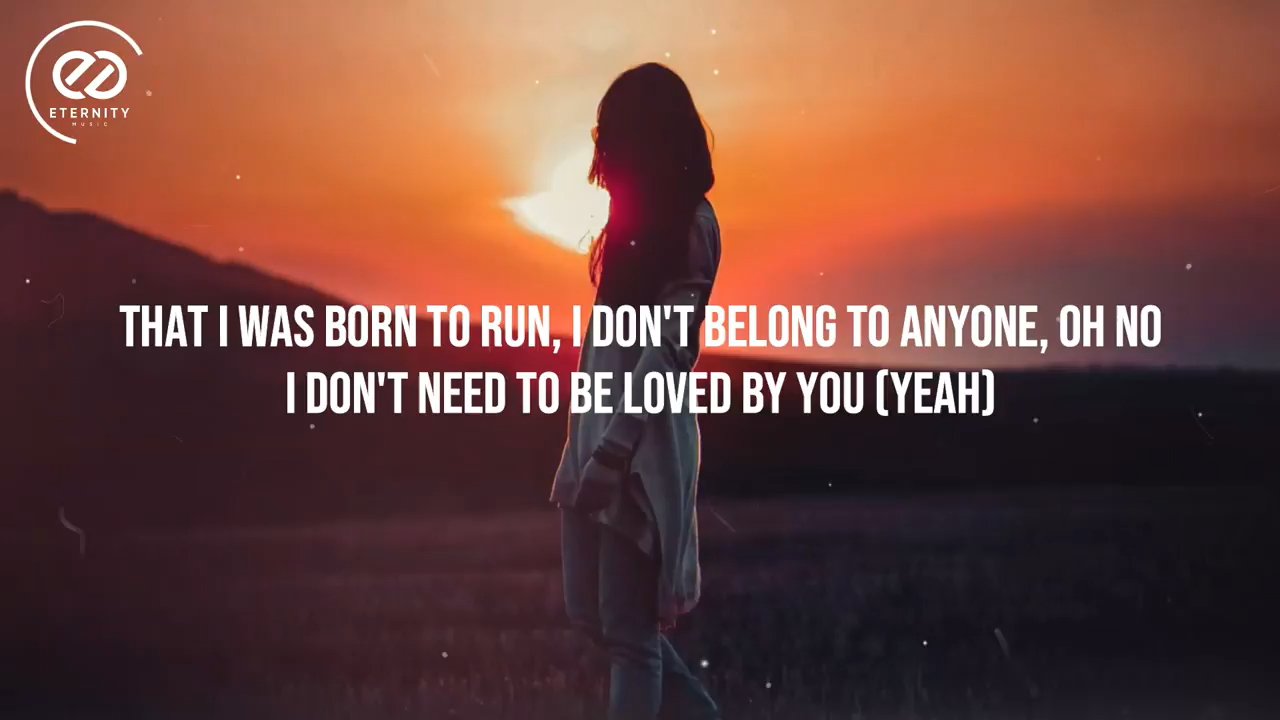 ETERNITY
MUSIC
THAT I WAS BORN TO RUN, I DON'T BELONG TO ANYONE, OH NO
I DON'T NEED TO BE LOVED BY YOU (YEAH)